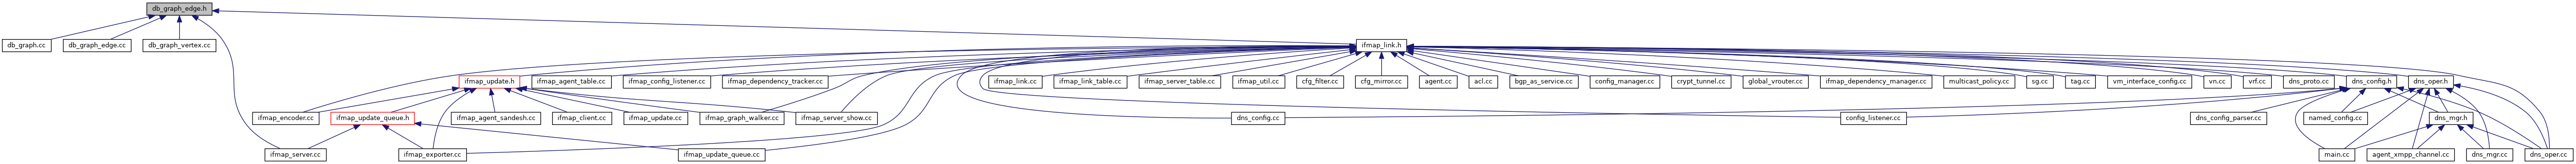 db_graph_edge.h
db_graph.cc
db_graph_edge.cc
db_graph_vertex.cc
ifmap_link.h
ifmap_update.h
ifmap_agent_table.cc
ifmap_config_listener.cc
ifmap_dependency_tracker.cc
ifmap_link.cc
ifmap_link_table.cc
ifmap_server_table.cc
ifmap_util.cc
cfg_filter.cc
cfg_mirror.cc
agent.cc
acl.cc
bgp_as_service.cc
config_manager.cc
crypt_tunnel.cc
global_vrouter.cc
ifmap_dependency_manager.cc
multicast_policy.cc
sg.cc
tag.cc
vm_interface_config.cc
vn.cc
vrf.cc
dns_proto.cc
dns_config.h
dns_oper.h
ifmap_encoder.cc
ifmap_update_queue.h
ifmap_agent_sandesh.cc
ifmap_client.cc
ifmap_update.cc
ifmap_graph_walker.cc
ifmap_server_show.cc
dns_config.cc
config_listener.cc
dns_config_parser.cc
named_config.cc
dns_mgr.h
ifmap_server.cc
ifmap_exporter.cc
ifmap_update_queue.cc
main.cc
agent_xmpp_channel.cc
dns_mgr.cc
dns_oper.cc